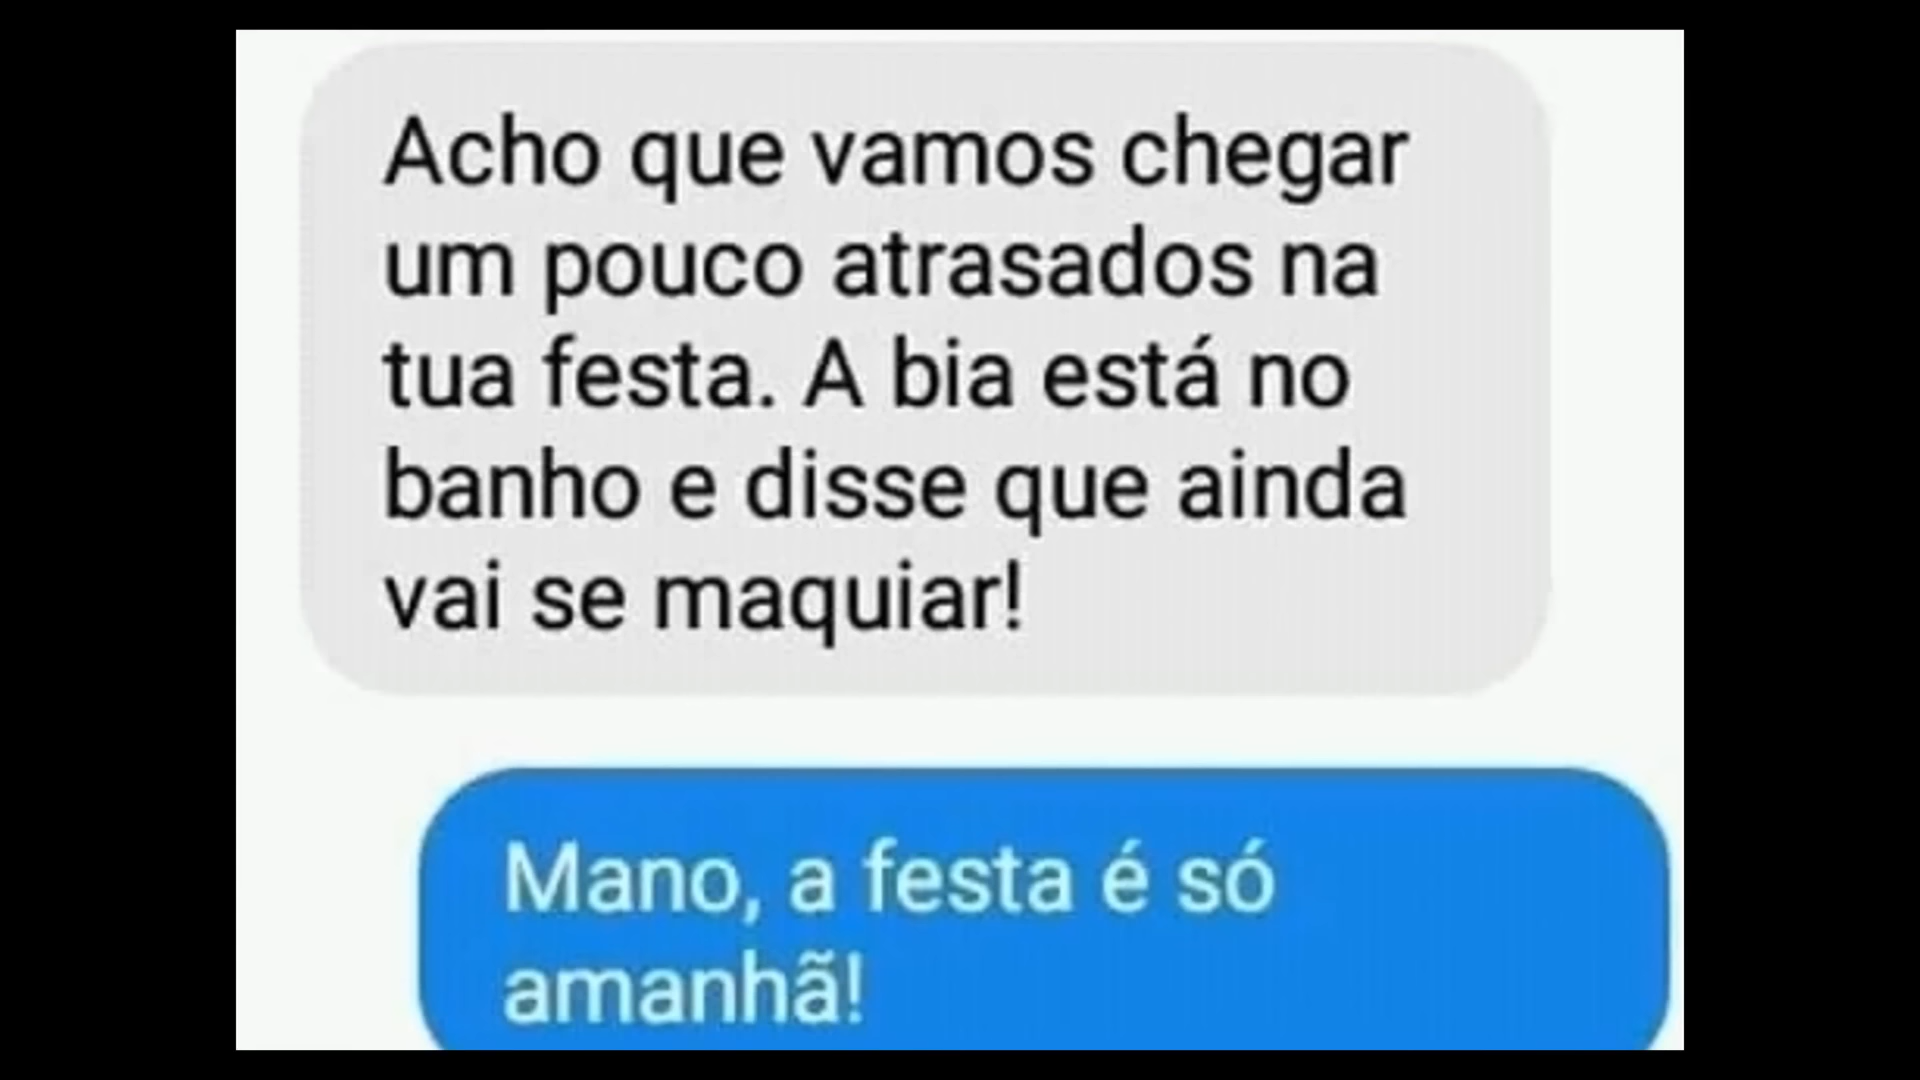 Acho que vamos chegar
um pouco atrasados na
tua festa. A bia está no
banho e disse que ainda
vai se maquiar!
Mano, a festa é só
amanhã!